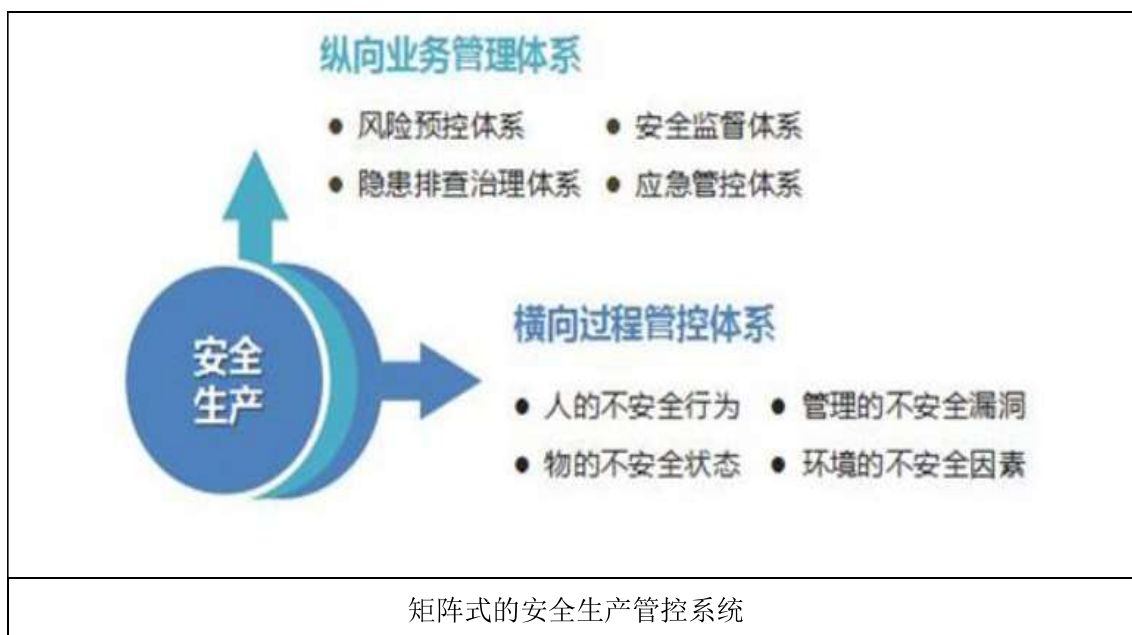 纵向业务管理体系
● 风险预控体系 ● 安全监督体系
● 隐患排查治理体系 ● 应急管控体系
安全
生产
横向过程管控体系
● 人的不安全行为 ● 管理的不安全漏洞
● 物的不安全状态 ● 环境的不安全因素
矩阵式的安全生产管控系统